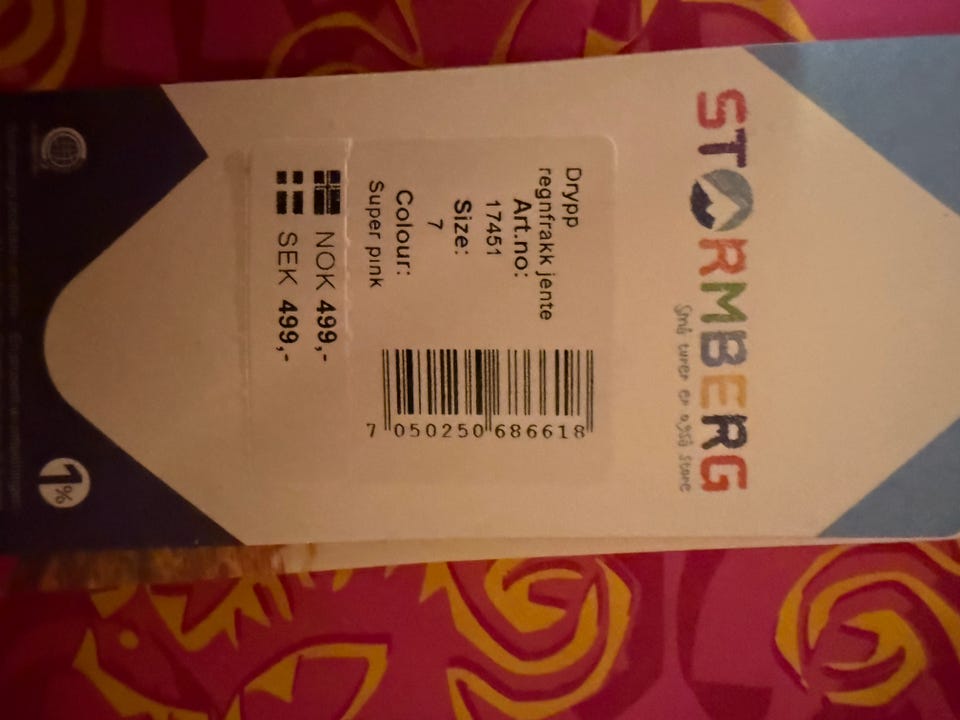 STORMBERG
Små turer er også store
Drypp
regnfrakk jente
Art.no:
17451
Size:
7
Colour:
Super pink
NOK 499,-
SEK 499,-
7 050250 686618
1%